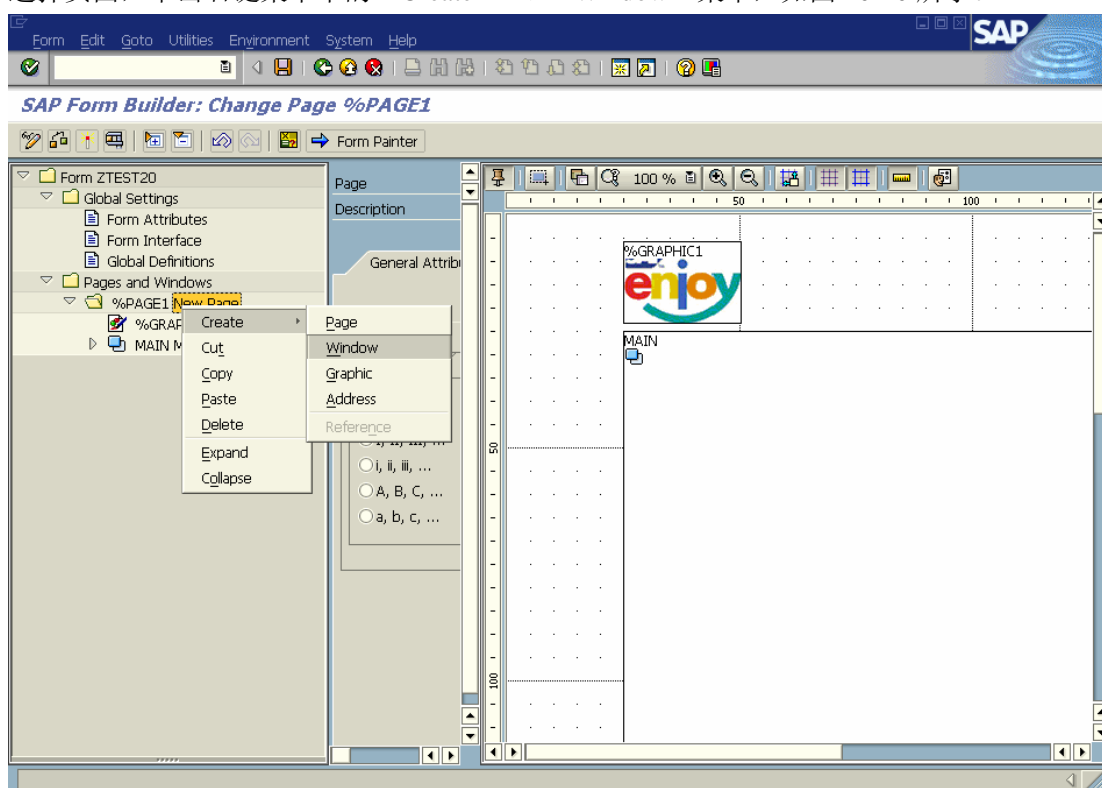 Form Edit Goto Utilities Environment System Help
SAP
SAP Form Builder: Change Page %PAGE1
Form Painter
Form ZTEST20
Global Settings
Form Attributes
Form Interface
Global Definitions
Pages and Windows
%PAGE1 New Page
%GRAP
MAIN M
Create
Cut
Copy
Paste
Delete
Expand
Collapse
Page
Window
Graphic
Address
Reference
Page
Description
General Attrib
i, ii, iii, ...
A, B, C, ...
a, b, c, ...
100 %
50
100
%GRAPHIC1
enjoy
MAIN
50
100